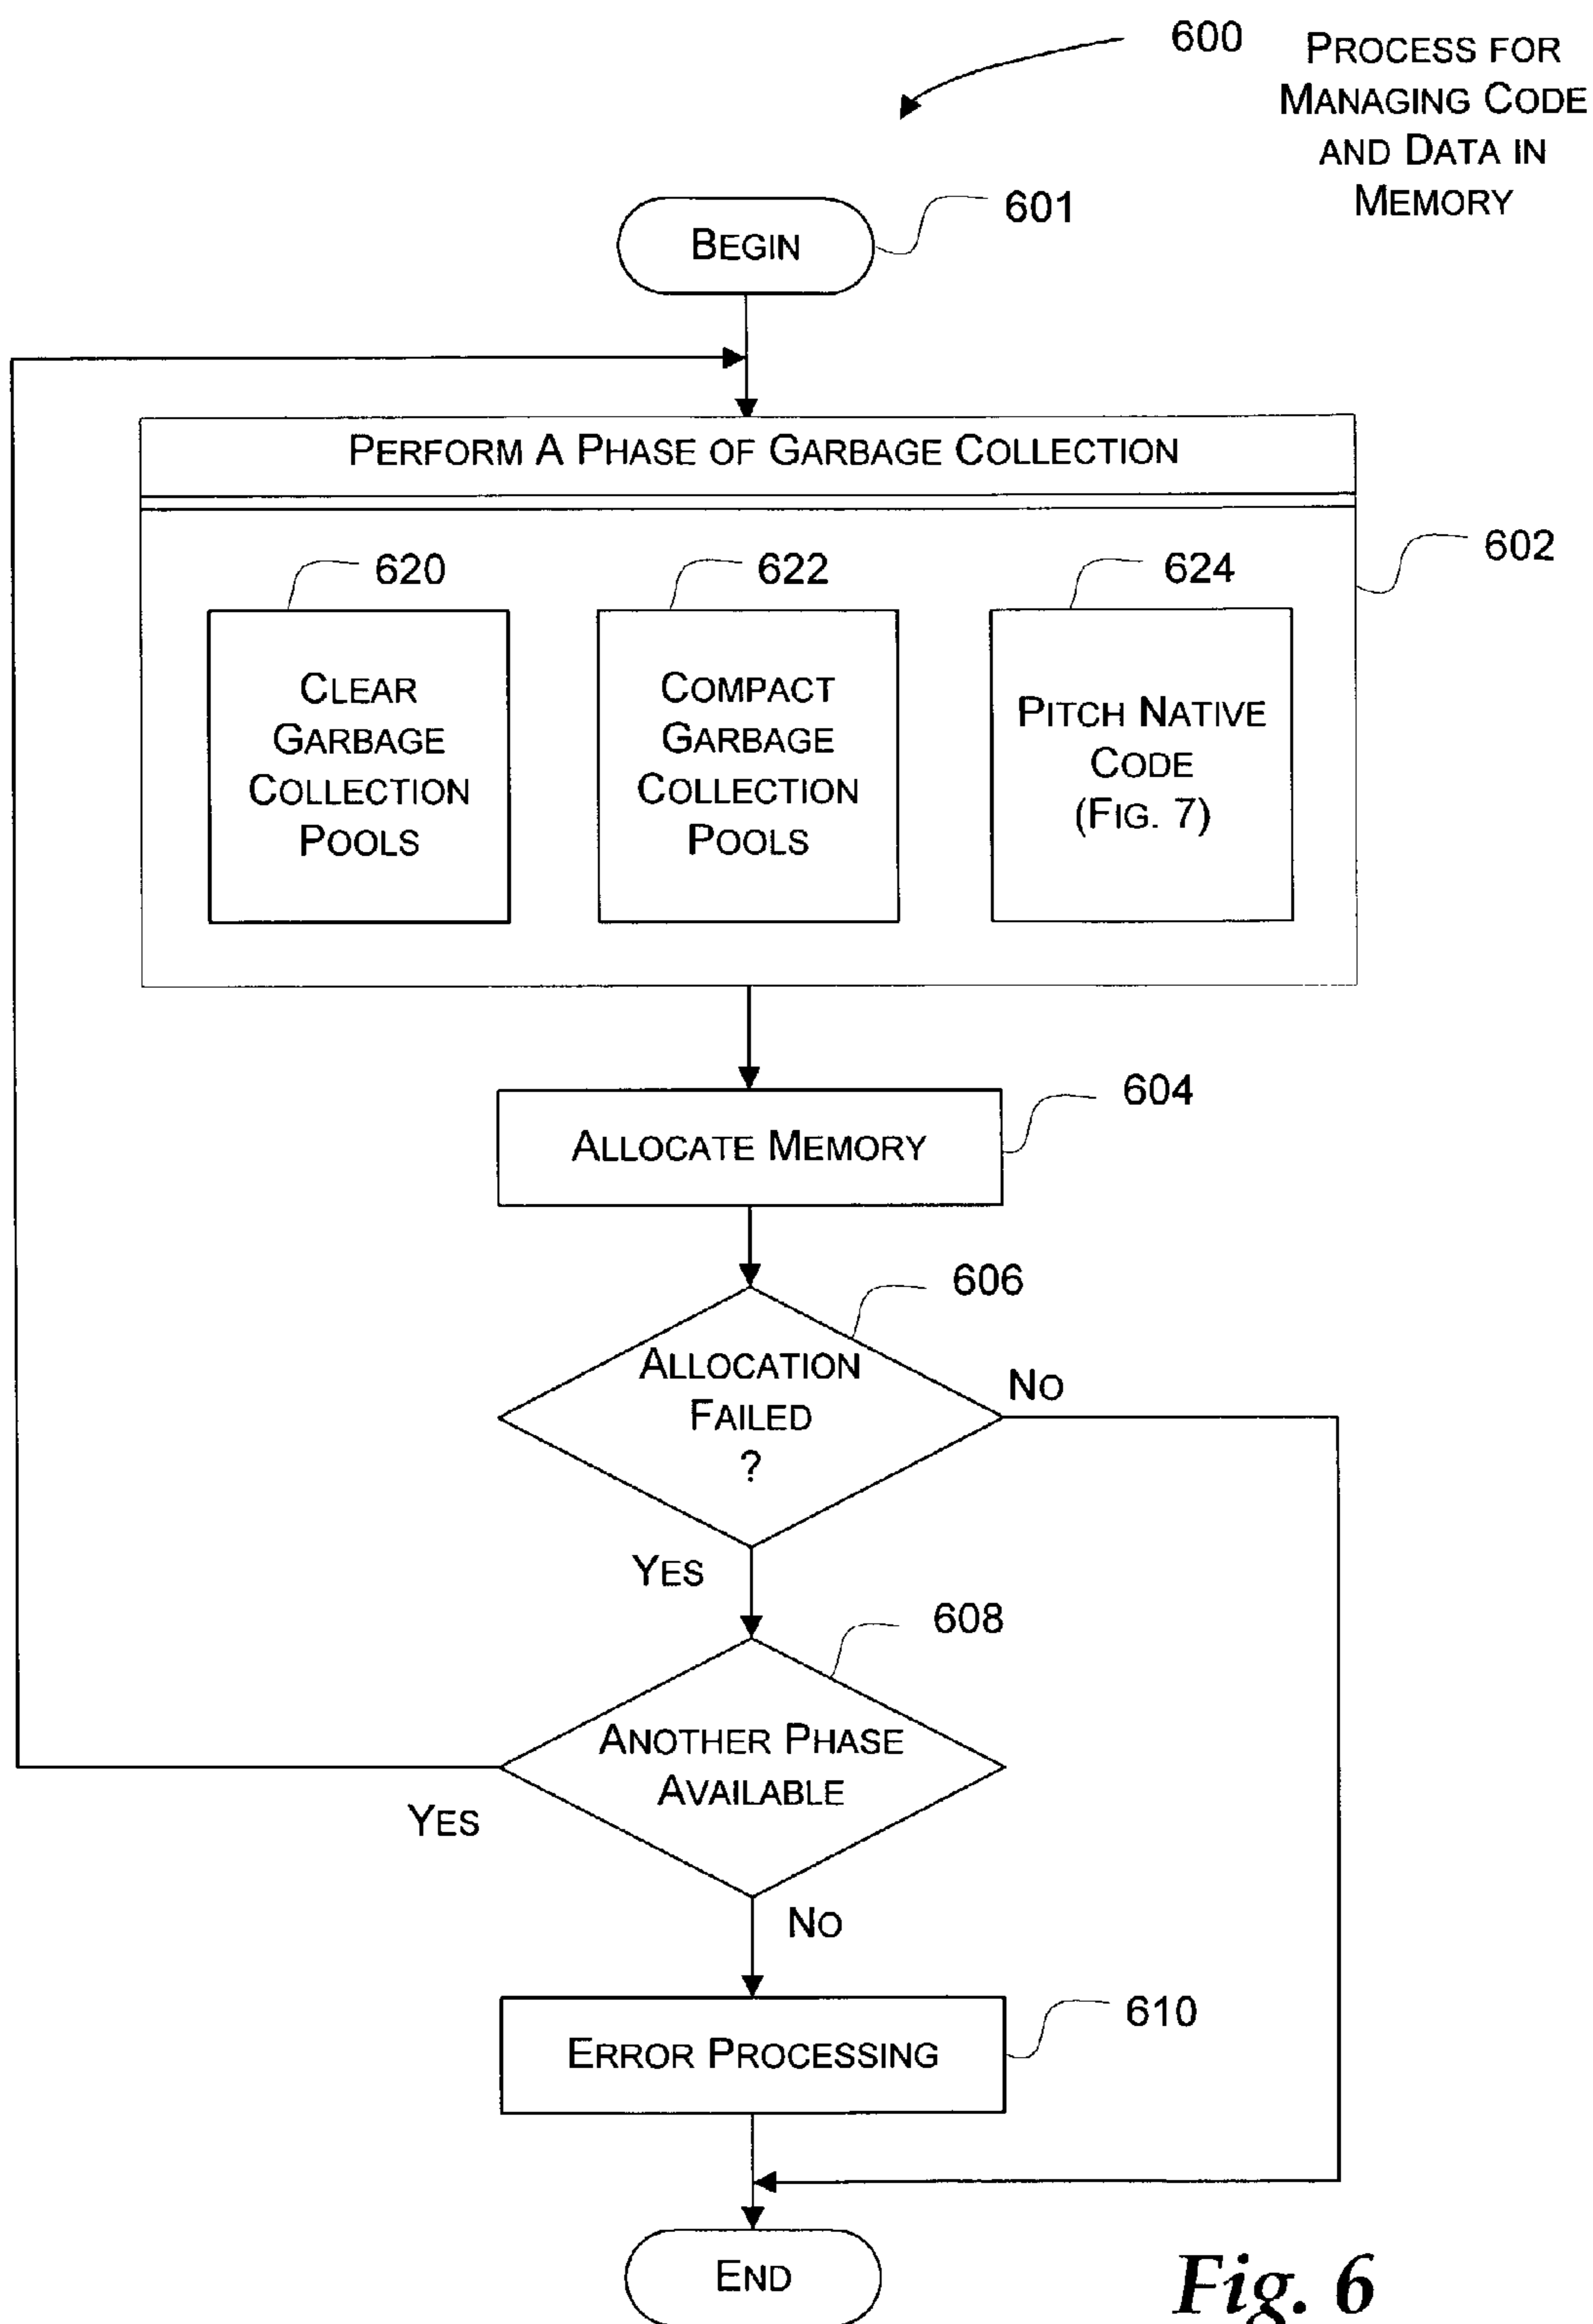 600
PROCESS FOR
MANAGING CODE
AND DATA IN
MEMORY
601
BEGIN
PERFORM A PHASE OF GARBAGE COLLECTION
602
620
622
624
CLEAR
GARBAGE
COLLECTION
POOLS
COMPACT
GARBAGE
COLLECTION
POOLS
PITCH NATIVE
CODE
(FIG. 7)
604
ALLOCATE MEMORY
606
ALLOCATION
FAILED
?
NO
YES
608
ANOTHER PHASE
AVAILABLE
YES
NO
610
ERROR PROCESSING
END
Fig. 6